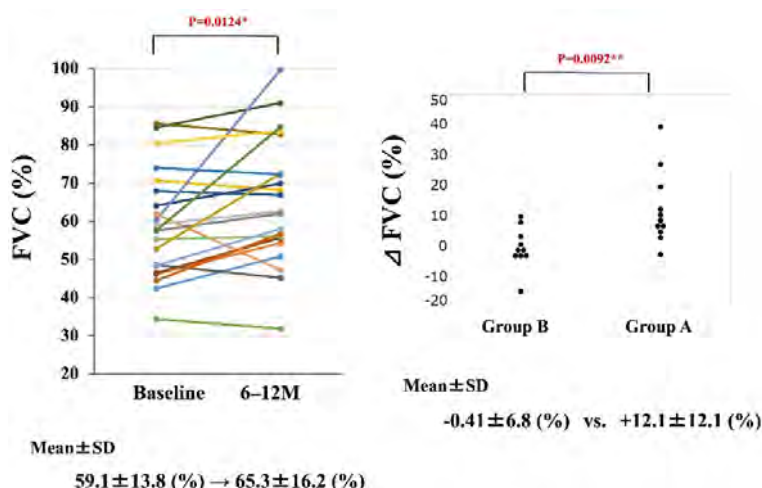 P=0.0124*
FVC (%)
100
90
80
70
60
50
40
30
20
Baseline 6–12M
Mean±SD
59.1±13.8 (%) → 65.3±16.2 (%)
P=0.0092**
⊿ FVC (%)
50
40
30
20
10
0
-10
-20
Group B Group A
Mean±SD
-0.41±6.8 (%) vs. +12.1±12.1 (%)